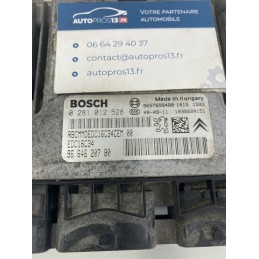 AUTOPROS13.FR
VOTRE PARTENAIRE
AUTOMOBILE
06 64 29 40 37
contact@autopros13.fr
autopros13.fr
BOSCH
Made in Hungary
0 281 012 528
EDC16C34
96 646 207 80